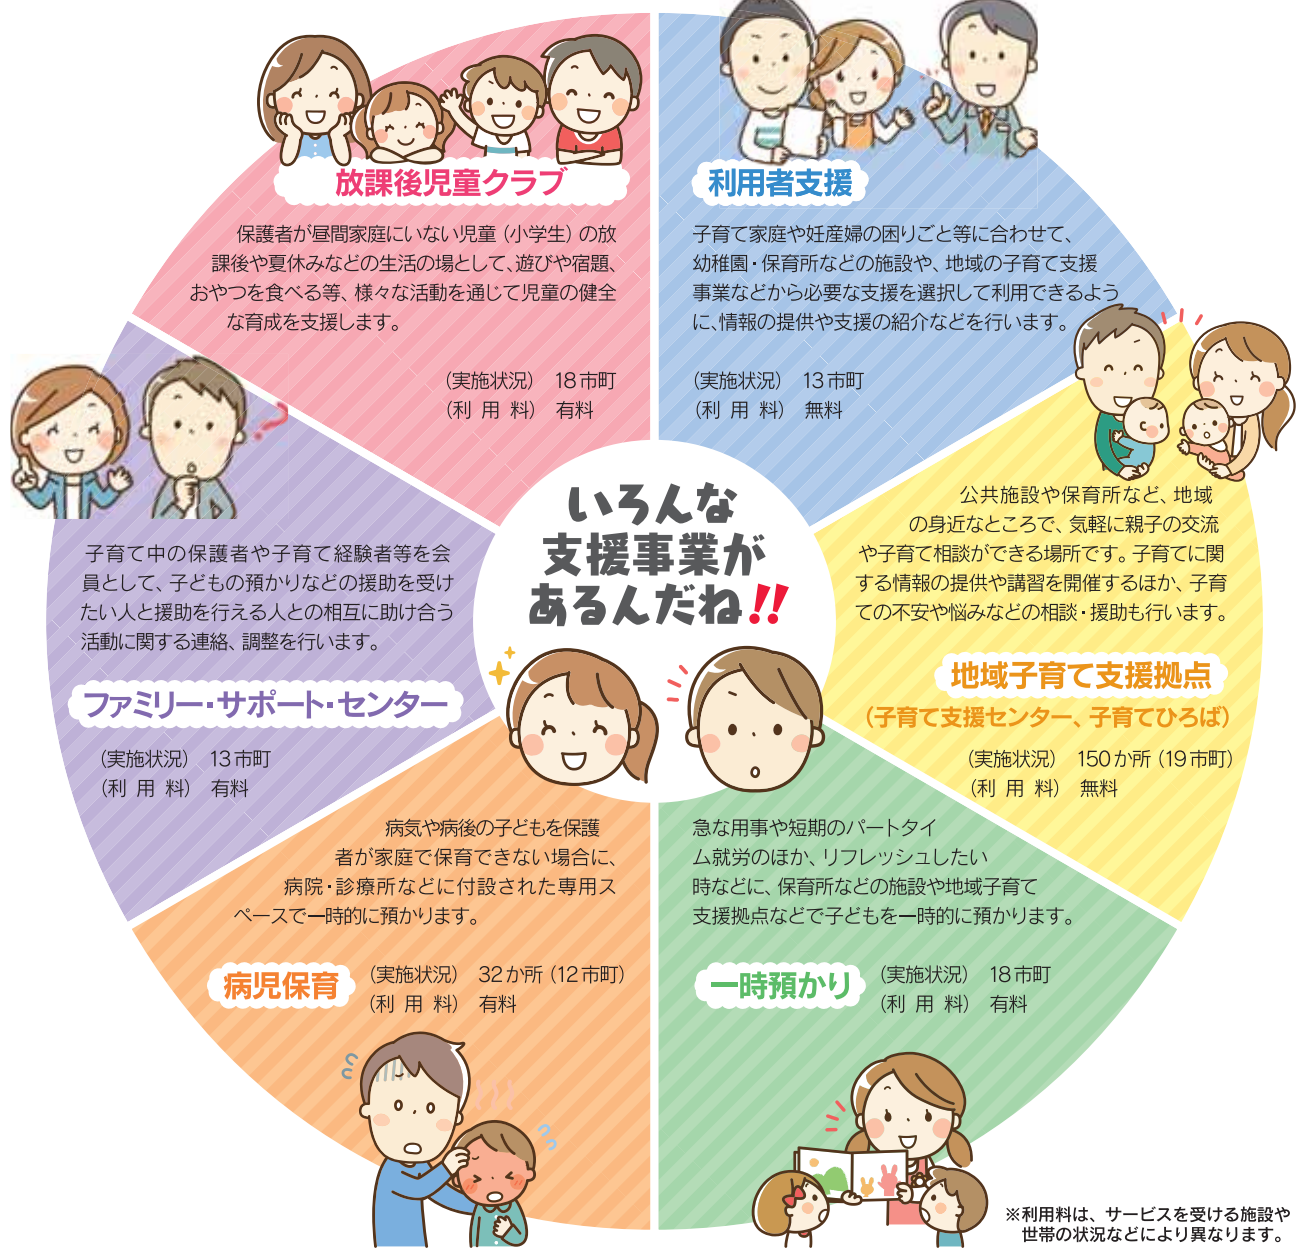 放課後児童クラブ
保護者が昼間家庭にいない児童（小学生）の放
課後や夏休みなどの生活の場として、遊びや宿題、
おやつを食べる等、様々な活動を通じて児童の健全
な育成を支援します。
（実施状況） 18市町
（利 用 料） 有料
利用者支援
子育て家庭や妊産婦の困りごと等に合わせて、
幼稚園・保育所などの施設や、地域の子育て支援
事業などから必要な支援を選択して利用できるよう
に、情報の提供や支援の紹介などを行います。
（実施状況） 13市町
（利 用 料） 無料
公共施設や保育所など、地域
の身近なところで、気軽に親子の交流
や子育て相談ができる場所です。子育てに関
する情報の提供や講習を開催するほか、子育
ての不安や悩みなどの相談・援助も行います。
地域子育て支援拠点
（子育て支援センター、子育てひろば）
（実施状況） 150か所（19市町）
（利 用 料） 無料
いろんな
支援事業が
あるんだね!!
子育て中の保護者や子育て経験者等を会
員として、子どもの預かりなどの援助を受け
たい人と援助を行える人との相互に助け合う
活動に関する連絡、調整を行います。
ファミリー・サポート・センター
（実施状況） 13市町
（利 用 料） 有料
病気や病後の子どもを保護
者が家庭で保育できない場合に、
病院・診療所などに付設された専用ス
ペースで一時的に預かります。
病児保育
（実施状況） 32か所（12市町）
（利 用 料） 有料
急な用事や短期のパートタイ
ム就労のほか、リフレッシュしたい
時などに、保育所などの施設や地域子育て
支援拠点などで子どもを一時的に預かります。
一時預かり
（実施状況） 18市町
（利 用 料） 有料
※利用料は、サービスを受ける施設や
世帯の状況などにより異なります。